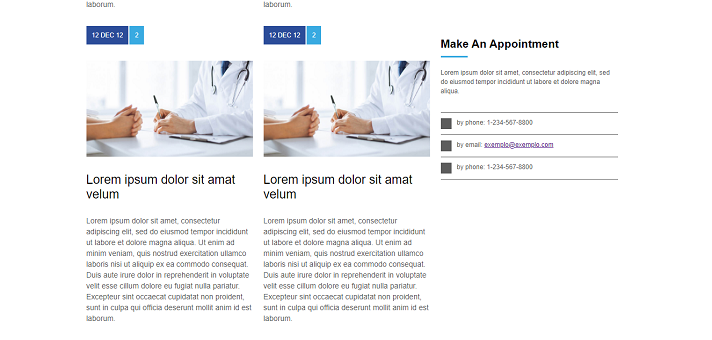 laborum.
12 DEC 12 2
Lorem ipsum dolor sit amat
velum
Lorem ipsum dolor sit amet, consectetur
adipiscing elit, sed do eiusmod tempor incididunt
ut labore et dolore magna aliqua. Ut enim ad
minim veniam, quis nostrud exercitation ullamco
laboris nisi ut aliquip ex ea commodo consequat.
Duis aute irure dolor in reprehenderit in voluptate
velit esse cillum dolore eu fugiat nulla pariatur.
Excepteur sint occaecat cupidatat non proident,
sunt in culpa qui officia deserunt mollit anim id est
laborum.
laborum.
12 DEC 12 2
Lorem ipsum dolor sit amat
velum
Lorem ipsum dolor sit amet, consectetur
adipiscing elit, sed do eiusmod tempor incididunt
ut labore et dolore magna aliqua. Ut enim ad
minim veniam, quis nostrud exercitation ullamco
laboris nisi ut aliquip ex ea commodo consequat.
Duis aute irure dolor in reprehenderit in voluptate
velit esse cillum dolore eu fugiat nulla pariatur.
Excepteur sint occaecat cupidatat non proident,
sunt in culpa qui officia deserunt mollit anim id est
laborum.
Make An Appointment
Lorem ipsum dolor sit amet, consectetur adipiscing elit, sed
do eiusmod tempor incididunt ut labore et dolore magna
aliqua.
by phone: 1-234-567-8800
by email: exemplo@exemplo.com
by phone: 1-234-567-8800